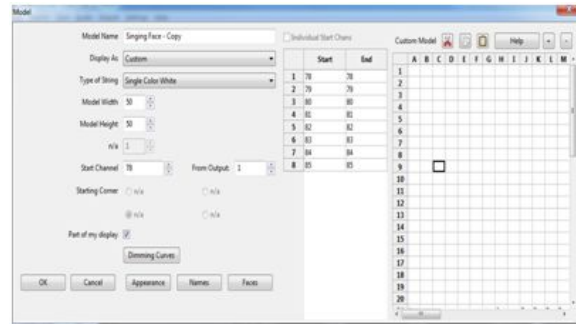 Model
Model Name Singing Face - Copy
Display As Custom
Type of String Single Color White
Model Width 50
Model Height 50
n/a 1
Start Channel 78 From Output: 1
Starting Corner n/a n/a
n/a n/a
Part of my display
Dimming Curves
OK Cancel Appearance Names Faces
Individual Start Chans
Start End
1 78 78
2 79 79
3 80 80
4 81 81
5 82 82
6 83 83
7 84 84
8 85 85
Custom Model Help + -
A B C D E F G H I J K L M
1
2
3
4
5
6
7
8
9
10
11
12
13
14
15
16
17
18
19
20